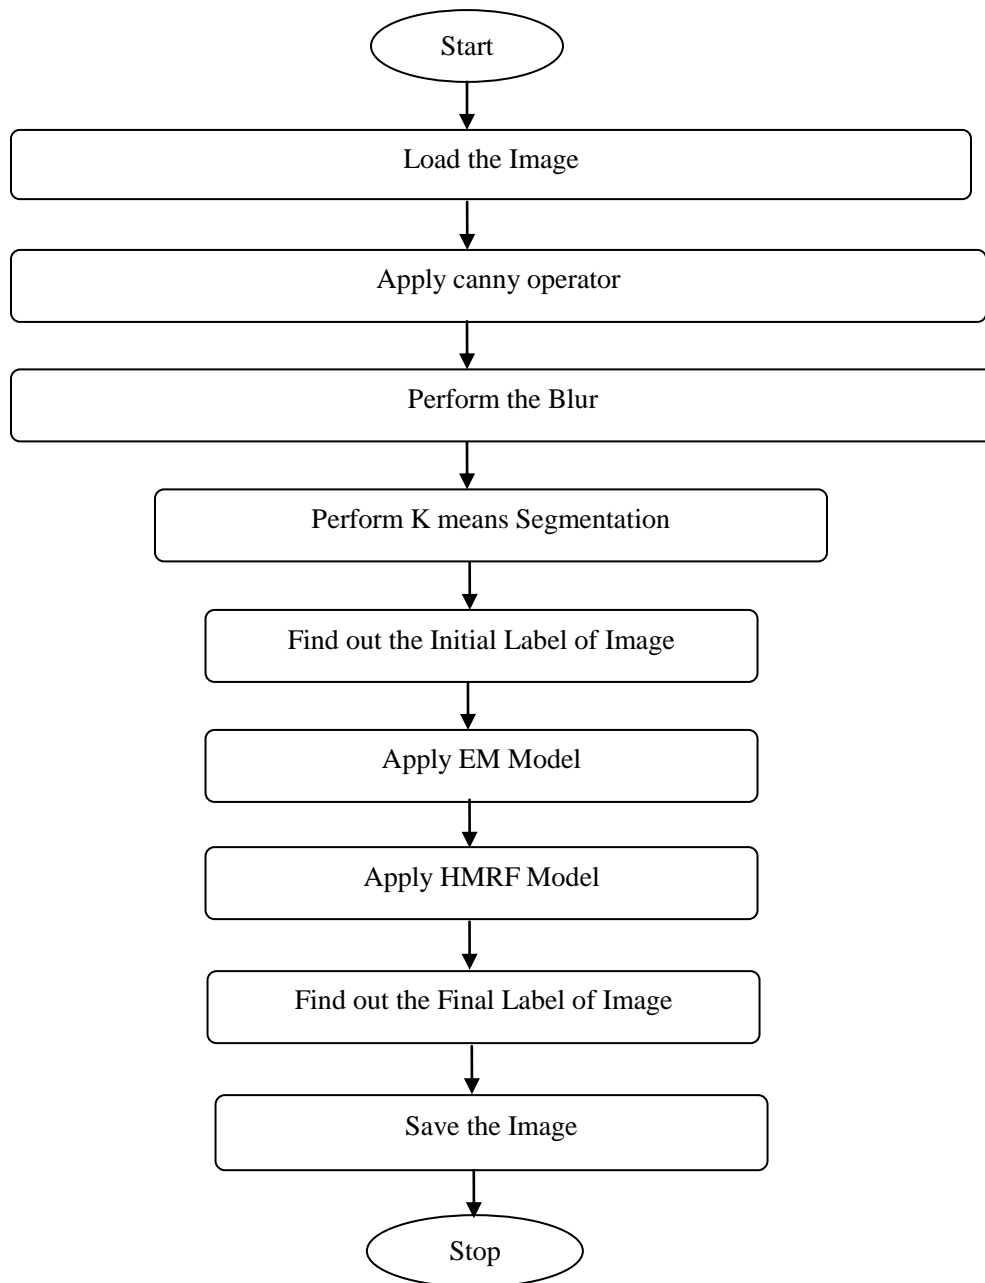 Start
Load the Image
Apply canny operator
Perform the Blur
Perform K means Segmentation
Find out the Initial Label of Image
Apply EM Model
Apply HMRF Model
Find out the Final Label of Image
Save the Image
Stop